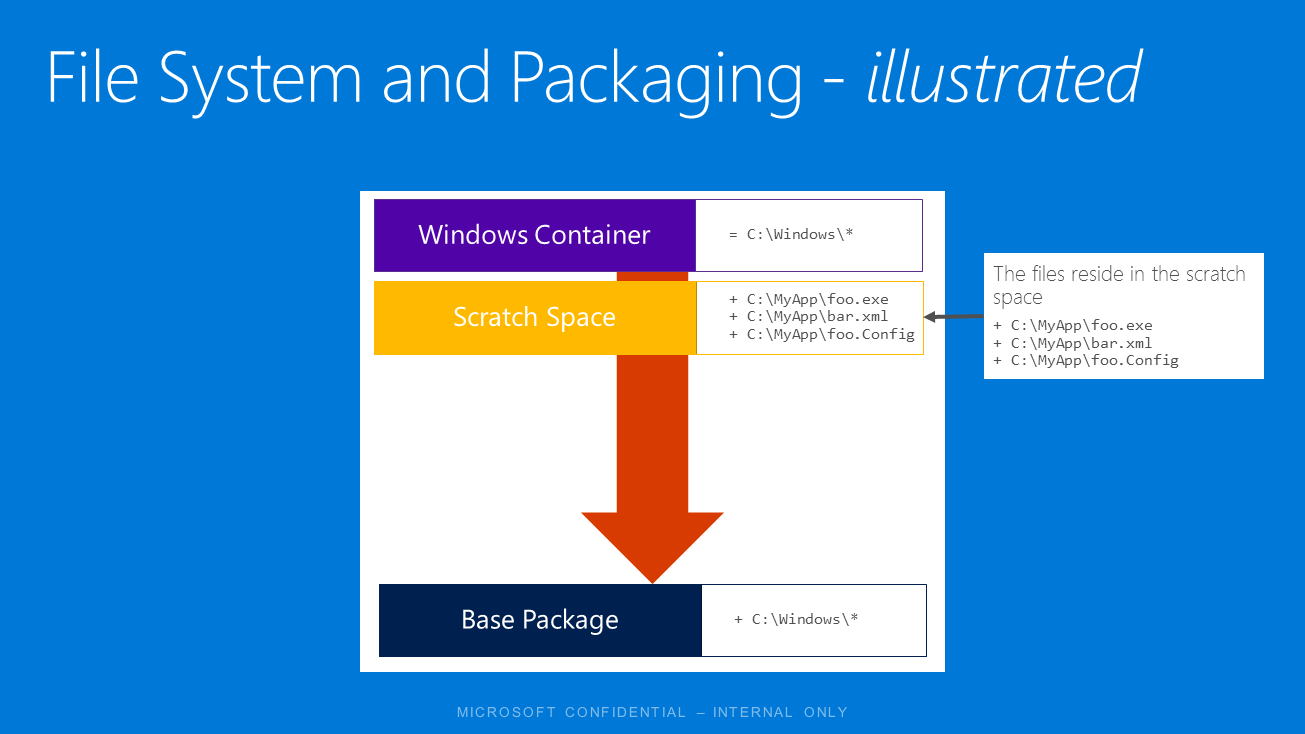 File System and Packaging - illustrated
Windows Container
= C:\Windows\*
Scratch Space
+ C:\MyApp\foo.exe
+ C:\MyApp\bar.xml
+ C:\MyApp\foo.Config
The files reside in the scratch
space
+ C:\MyApp\foo.exe
+ C:\MyApp\bar.xml
+ C:\MyApp\foo.Config
Base Package
+ C:\Windows\*
MICROSOFT CONFIDENTIAL – INTERNAL ONLY